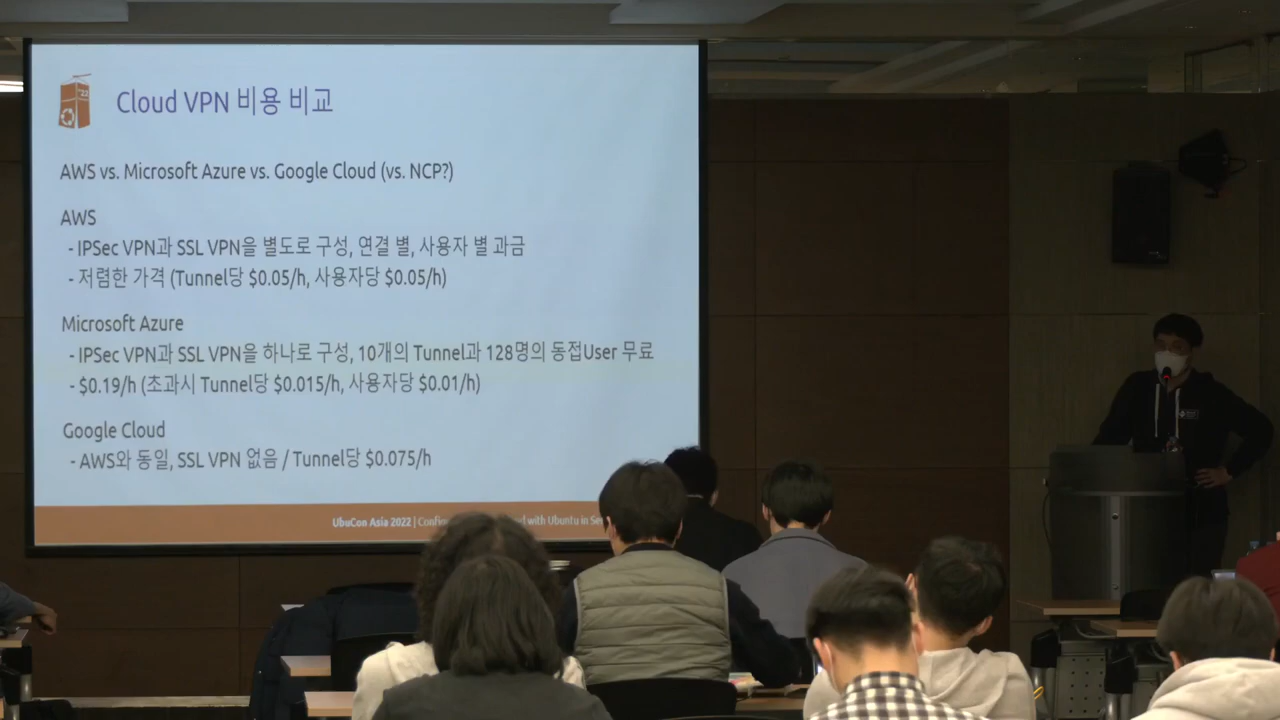 '22
Cloud VPN 비용 비교
AWS vs. Microsoft Azure vs. Google Cloud (vs. NCP?)
AWS
- IPSec VPN과 SSL VPN을 별도로 구성, 연결 별, 사용자 별 과금
- 저렴한 가격 (Tunnel당 $0.05/h, 사용자당 $0.05/h)
Microsoft Azure
- IPSec VPN과 SSL VPN을 하나로 구성, 10개의 Tunnel과 128명의 동접User 무료
- $0.19/h (초과시 Tunnel당 $0.015/h, 사용자당 $0.01/h)
Google Cloud
- AWS와 동일, SSL VPN 없음 / Tunnel당 $0.075/h
UbuCon Asia 2022 | with Ubuntu in